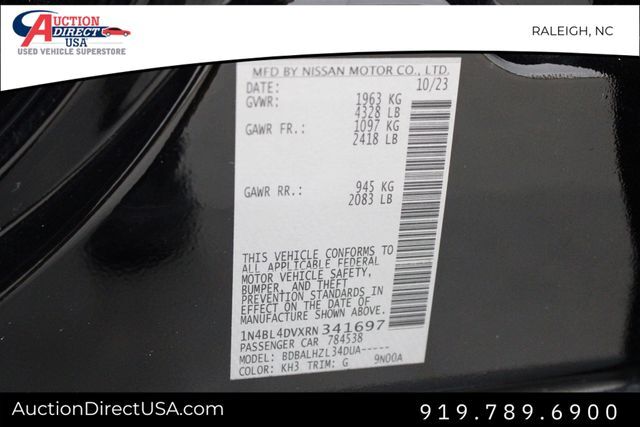 AUCTION
DIRECT
USA
USED VEHICLE SUPERSTORE
RALEIGH, NC
MFD BY NISSAN MOTOR CO., LTD.
DATE: 10/23
GVWR: 1963 KG
4328 LB
GAWR FR.: 1097 KG
2418 LB
GAWR RR.: 945 KG
2083 LB
THIS VEHICLE CONFORMS TO
ALL APPLICABLE FEDERAL
MOTOR VEHICLE SAFETY,
BUMPER, AND THEFT
PREVENTION STANDARDS IN
EFFECT ON THE DATE OF
MANUFACTURE SHOWN ABOVE.
1N4BL4DVXRN341697
PASSENGER CAR 784538
MODEL: BDBALHZL34DUA-----
COLOR: KH3 TRIM: G 9N00A
AuctionDirectUSA.com
919.789.6900